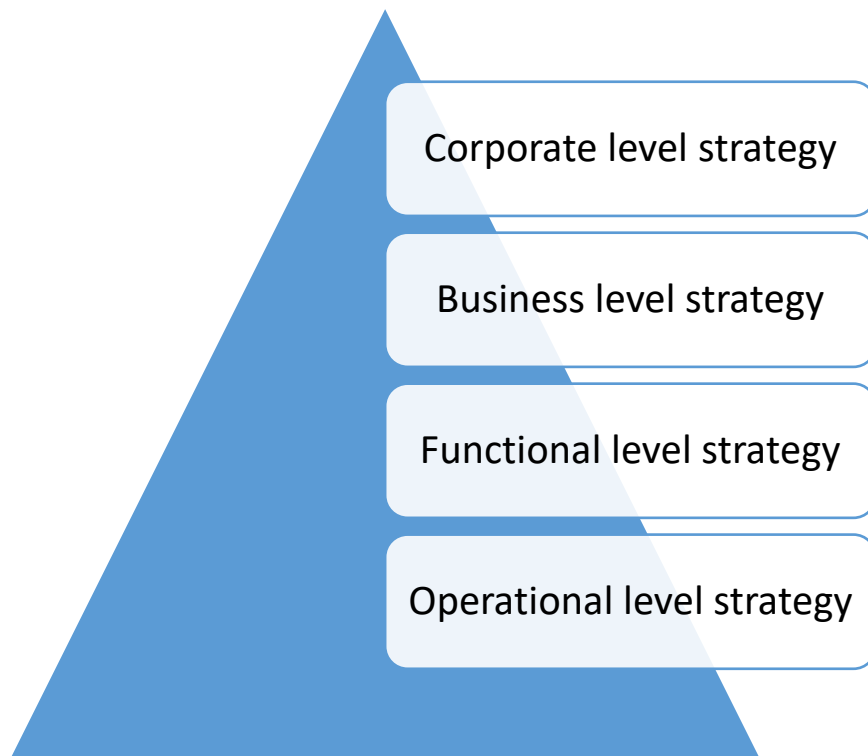 Corporate level strategy
Business level strategy
Functional level strategy
Operational level strategy